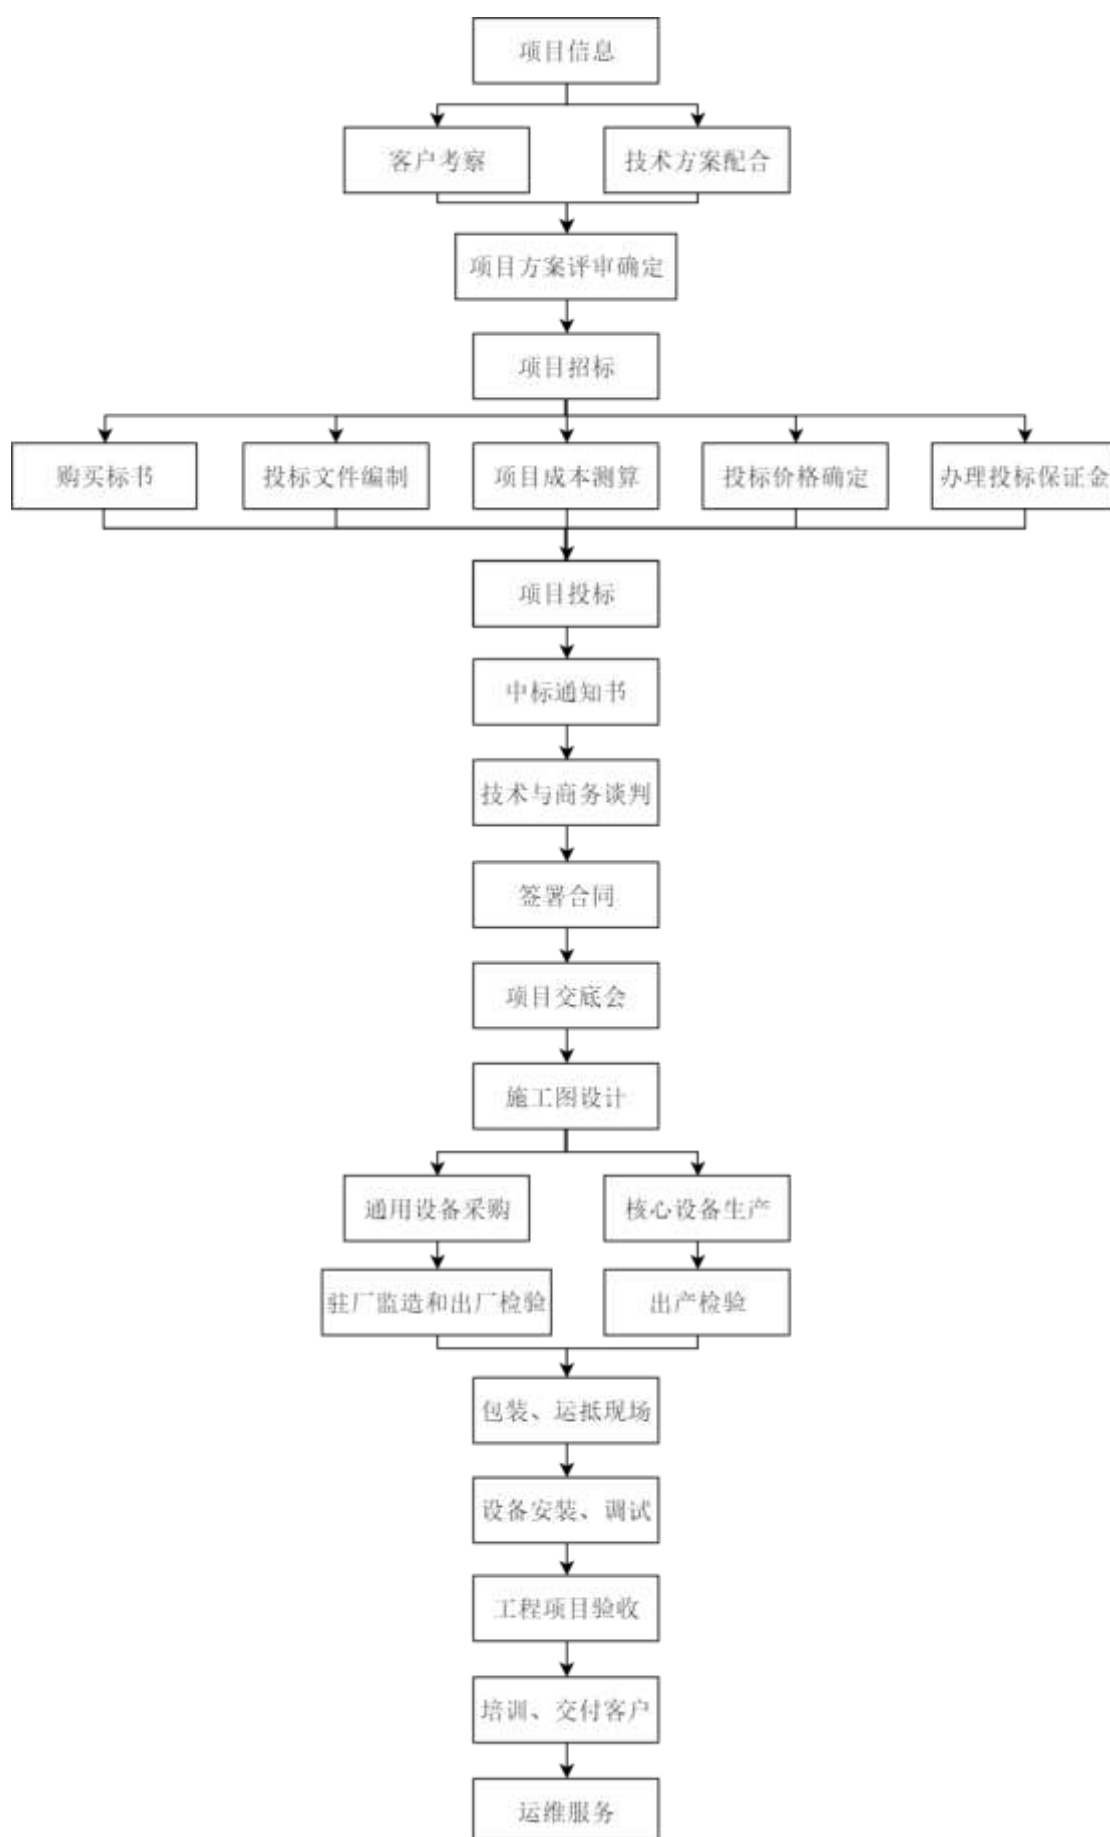 项目信息
客户考察
技术方案配合
项目方案评审确定
项目招标
购买标书
投标文件编制
项目成本测算
投标价格确定
办理投标保证金
项目投标
中标通知书
技术与商务谈判
签署合同
项目交底会
施工图设计
通用设备采购
核心设备生产
驻厂监造和出厂检验
出产检验
包装、运抵现场
设备安装、调试
工程项目验收
培训、交付客户
运维服务